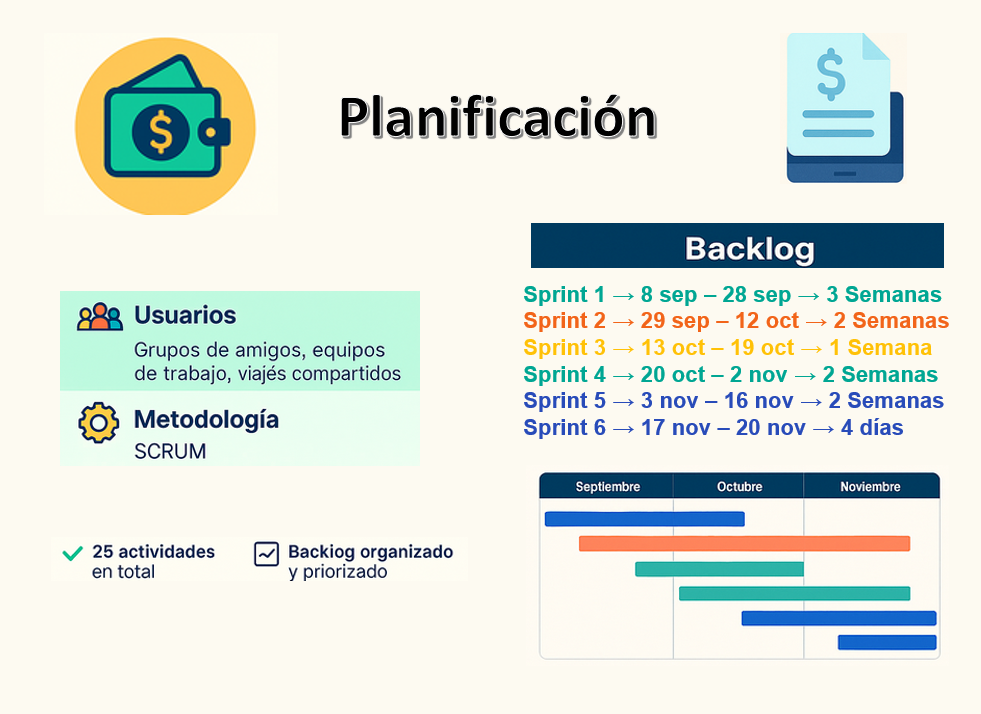 Planificación
Usuarios
Grupos de amigos, equipos
de trabajo, viajés compartidos
Metodología
SCRUM
25 actividades
en total
Backiog organizado
y priorizado
Backlog
Sprint 1 → 8 sep – 28 sep → 3 Semanas
Sprint 2 → 29 sep – 12 oct → 2 Semanas
Sprint 3 → 13 oct – 19 oct → 1 Semana
Sprint 4 → 20 oct – 2 nov → 2 Semanas
Sprint 5 → 3 nov – 16 nov → 2 Semanas
Sprint 6 → 17 nov – 20 nov → 4 días
Septiembre Octubre Noviembre